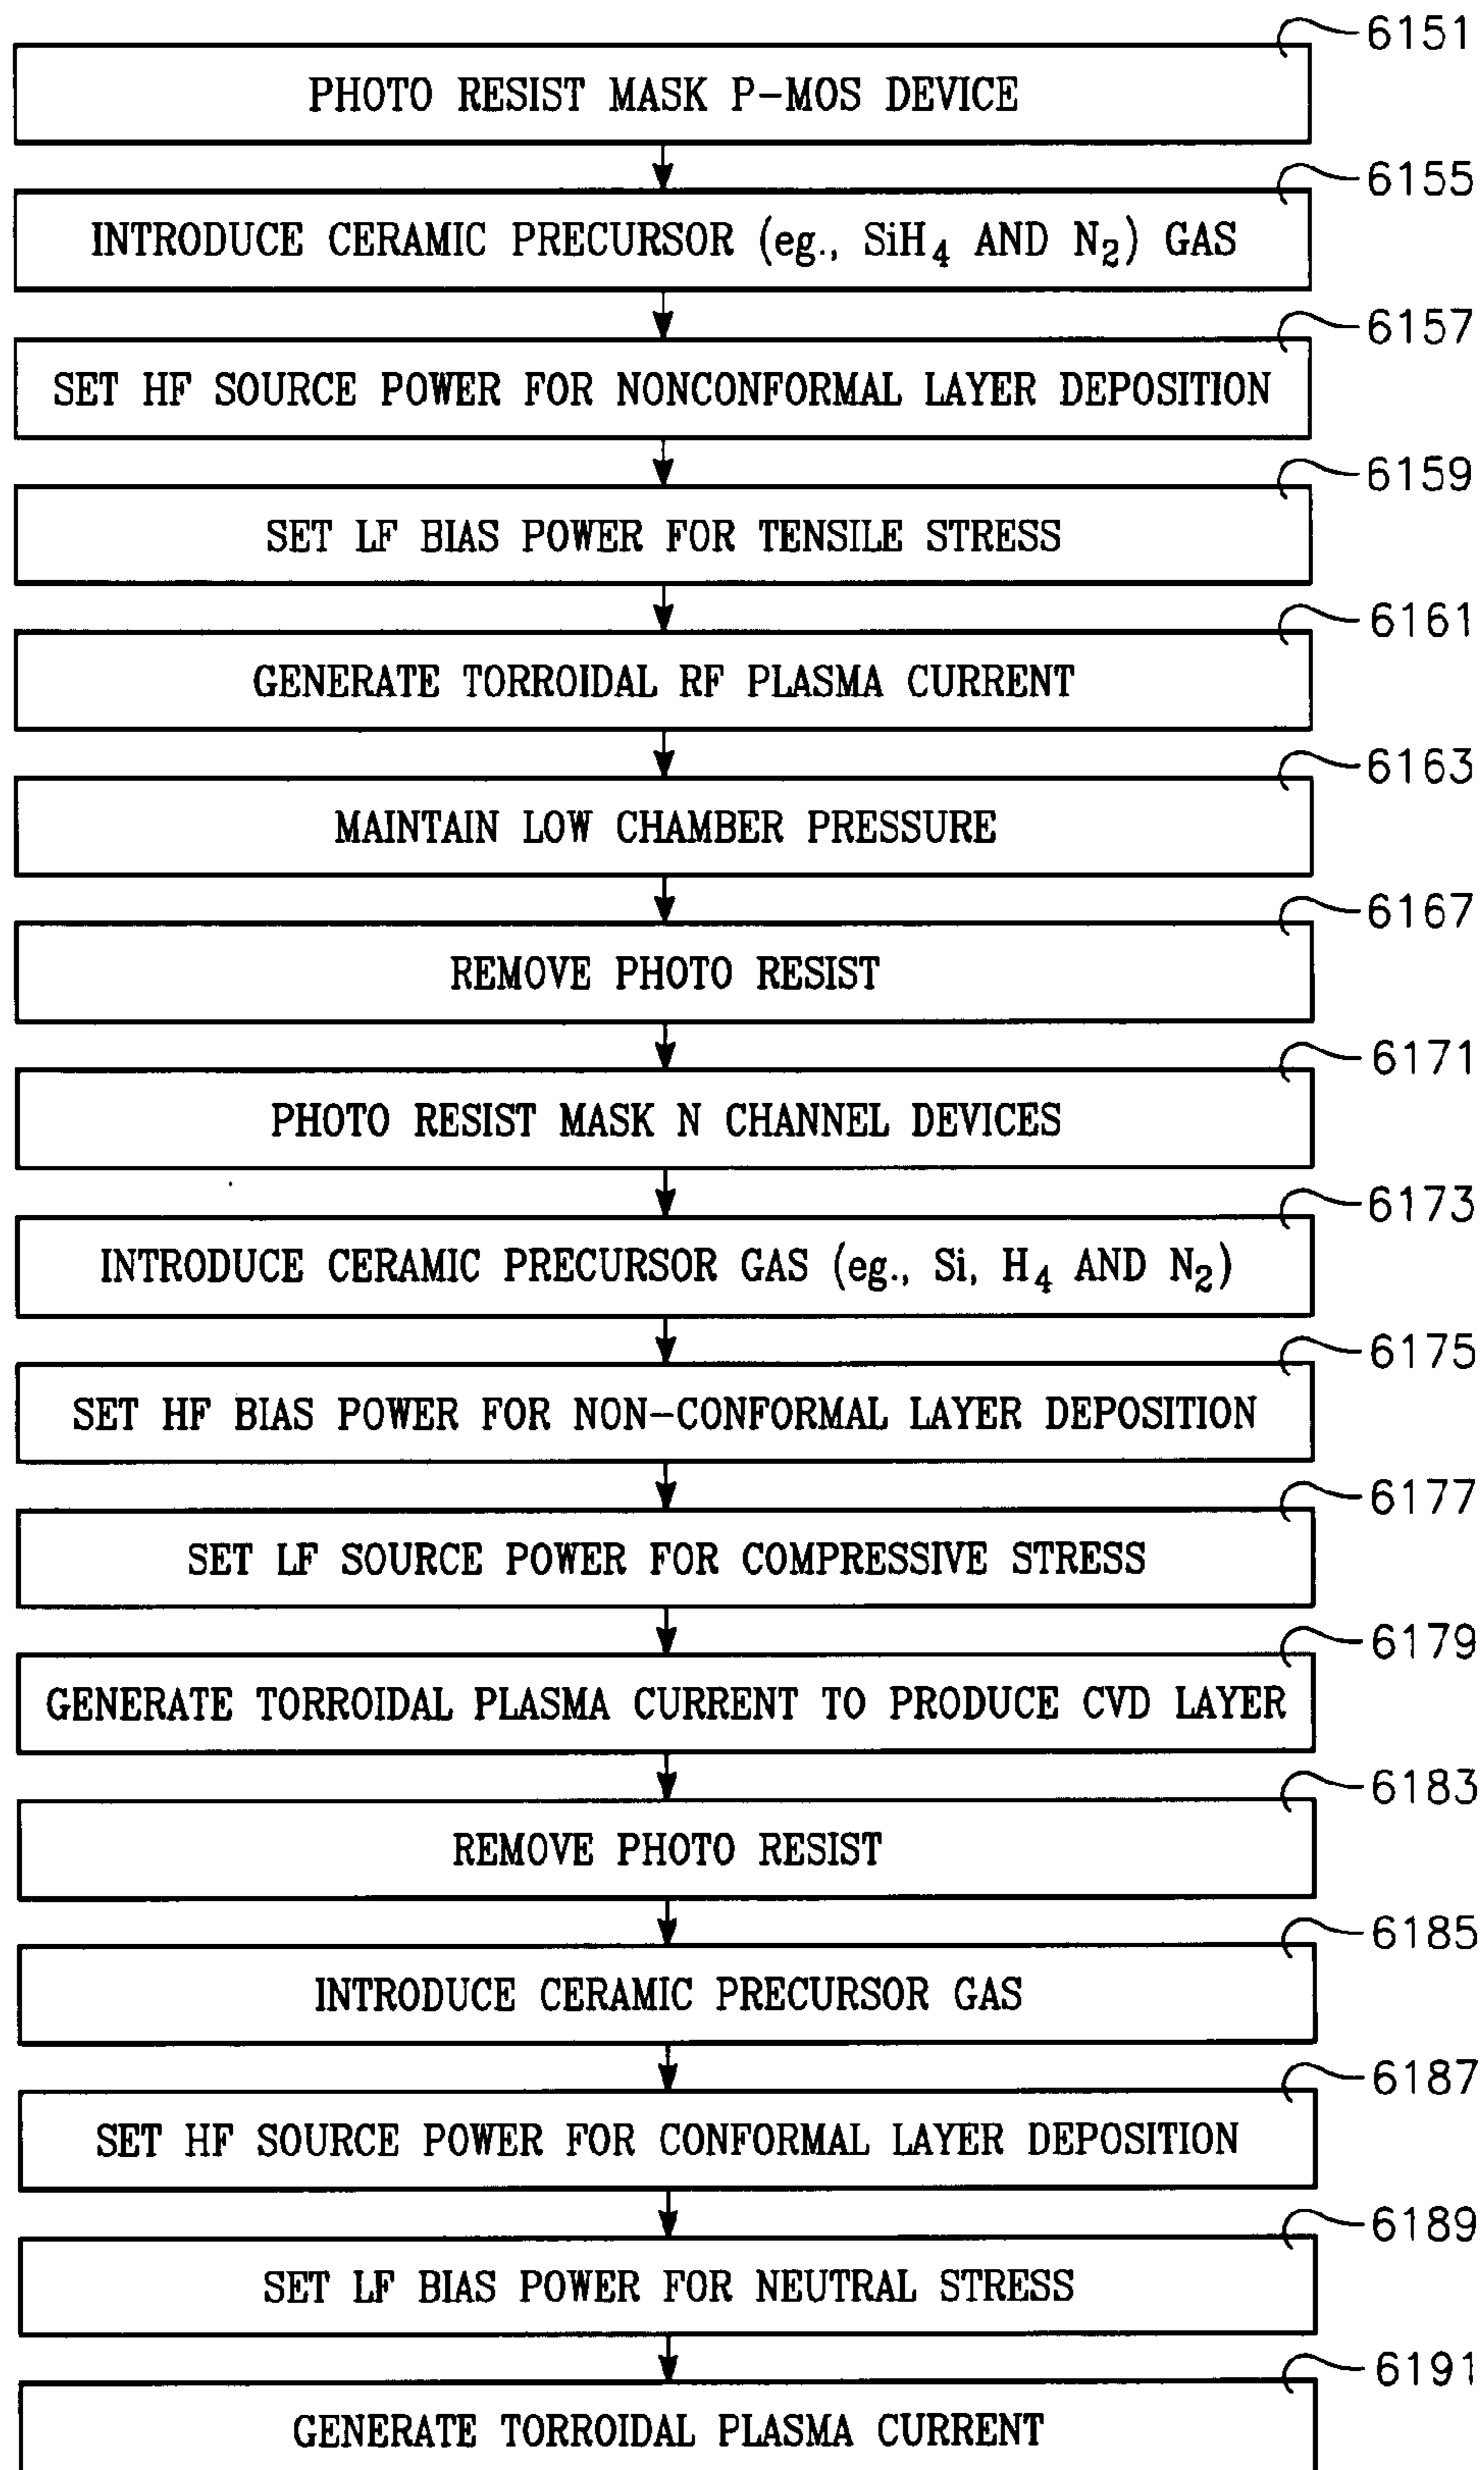 6151
PHOTO RESIST MASK P-MOS DEVICE
6155
INTRODUCE CERAMIC PRECURSOR (eg., SiH₄ AND N₂) GAS
6157
SET HF SOURCE POWER FOR NONCONFORMAL LAYER DEPOSITION
6159
SET LF BIAS POWER FOR TENSILE STRESS
6161
GENERATE TORROIDAL RF PLASMA CURRENT
6163
MAINTAIN LOW CHAMBER PRESSURE
6167
REMOVE PHOTO RESIST
6171
PHOTO RESIST MASK N CHANNEL DEVICES
6173
INTRODUCE CERAMIC PRECURSOR GAS (eg., Si, H₄ AND N₂)
6175
SET HF BIAS POWER FOR NON-CONFORMAL LAYER DEPOSITION
6177
SET LF SOURCE POWER FOR COMPRESSIVE STRESS
6179
GENERATE TORROIDAL PLASMA CURRENT TO PRODUCE CVD LAYER
6183
REMOVE PHOTO RESIST
6185
INTRODUCE CERAMIC PRECURSOR GAS
6187
SET HF SOURCE POWER FOR CONFORMAL LAYER DEPOSITION
6189
SET LF BIAS POWER FOR NEUTRAL STRESS
6191
GENERATE TORROIDAL PLASMA CURRENT